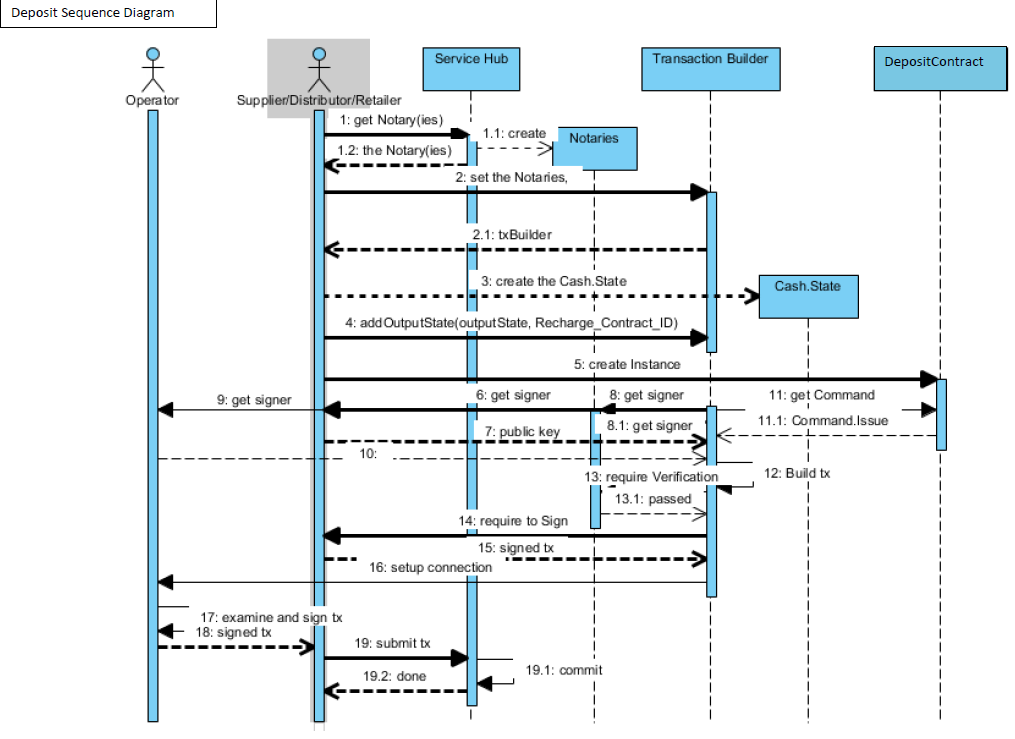 Deposit Sequence Diagram
Operator
Supplier/Distributor/Retailer
Service Hub
Transaction Builder
DepositContract
1: get Notary(ies)
1.1: create
Notaries
1.2: the Notary(ies)
2: set the Notaries,
2.1: txBuilder
3: create the Cash.State
Cash.State
4: addOutputState(outputState, Recharge_Contract_ID)
5: create Instance
9: get signer
6: get signer
8: get signer
11: get Command
7: public key
8.1: get signer
11.1: Command.Issue
10:
13: require Verification
12: Build tx
13.1: passed
14: require to Sign
15: signed tx
16: setup connection
17: examine and sign tx
18: signed tx
19: submit tx
19.1: commit
19.2: done